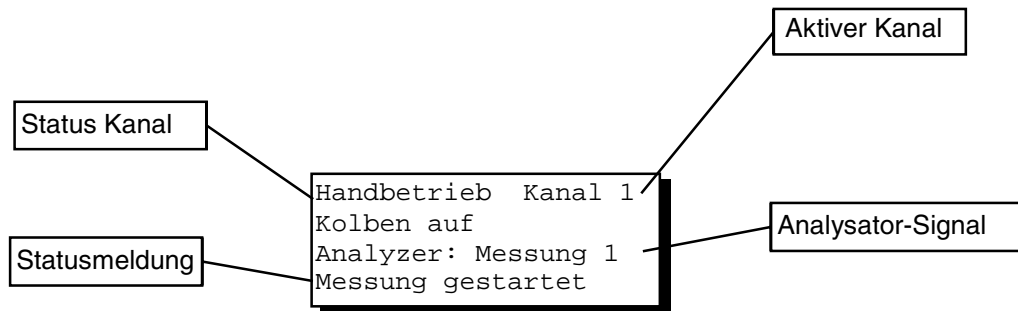 Aktiver Kanal
Status Kanal
Handbetrieb Kanal 1
Kolben auf
Analyzer: Messung 1
Messung gestartet
Analysator-Signal
Statusmeldung